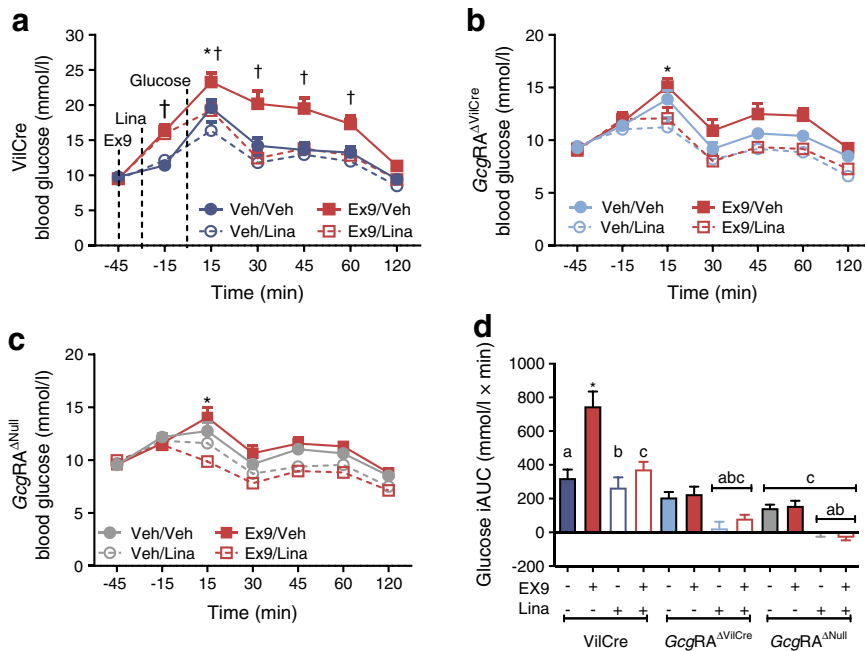 a
VilCre
blood glucose (mmol/l)
30
25
20
15
10
5
0
Ex9
Lina
Glucose
†
*†
†
†
†
Veh/Veh
Ex9/Veh
Veh/Lina
Ex9/Lina
-45
-15
15
30
45
60
120
Time (min)
b
GcgRA^ΔVilCre
blood glucose (mmol/l)
20
15
10
5
0
*
Veh/Veh
Ex9/Veh
Veh/Lina
Ex9/Lina
-45
-15
15
30
45
60
120
Time (min)
c
GcgRA^ΔNull
blood glucose (mmol/l)
20
15
10
5
0
*
Veh/Veh
Ex9/Veh
Veh/Lina
Ex9/Lina
-45
-15
15
30
45
60
120
Time (min)
d
Glucose iAUC (mmol/l × min)
1000
800
600
400
200
0
-200
a
*
b
c
abc
c
ab
EX9 - + - + - + - + - + - +
Lina - - + + - - + + - - + +
VilCre
GcgRA^ΔVilCre
GcgRA^ΔNull